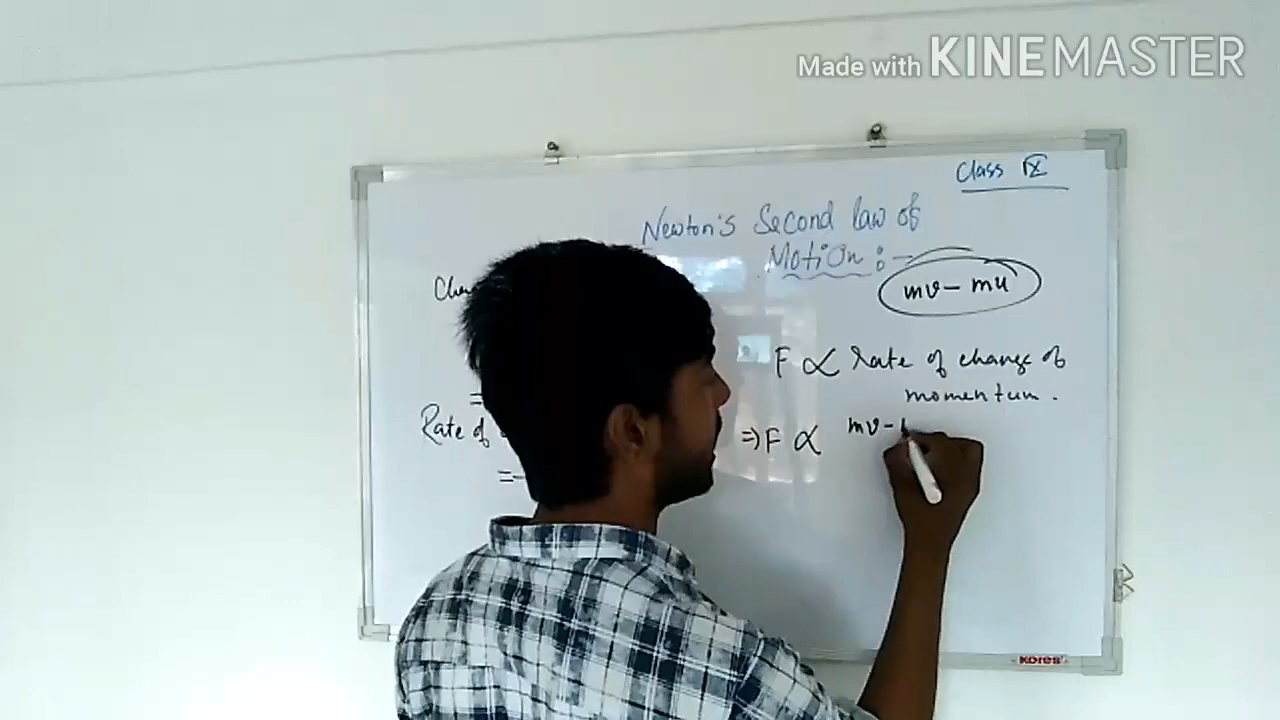 Made with KINEMASTER
Class IX
Newton's Second law of
Motion :-
mv - mu
F ∝ Rate of change of
momentum.
=
Rate of
⇒ F ∝ mv -
=
KORES